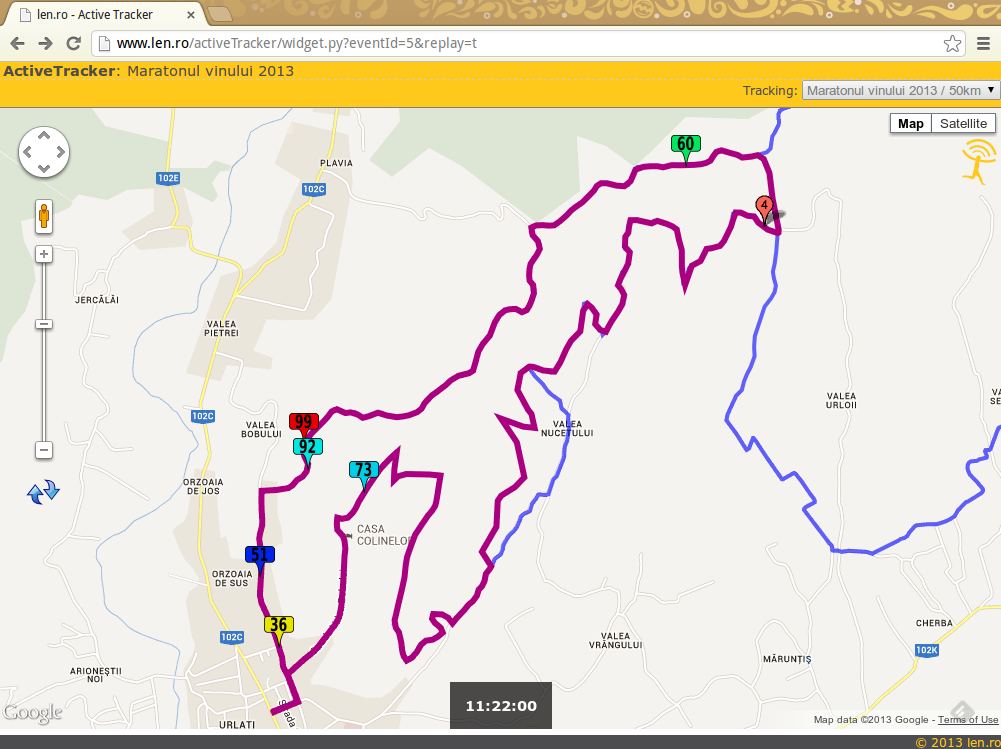 len.ro - Active Tracker
www.len.ro/activeTracker/widget.py?eventId=5&replay=t
ActiveTracker: Maratonul vinului 2013
Tracking: Maratonul vinului 2013 / 50km
Map Satellite
60
PLAVIA
102E
102C
4
JERCĂLĂI
VALEA
PIETREI
102C
VALEA
BOBULUI
99
92
73
VALEA
NUCETULUI
VALEA
URLOII
VA
SE
ORZOAIA
DE JOS
CASA
COLINELOR
51
ORZOAIA
DE SUS
36
102C
VALEA
VRÂNGULUI
CHERBA
102K
MĂRUNȚIȘ
ARIONEȘTII
NOI
Strada
URLATI
11:22:00
Google
Map data ©2013 Google - Terms of Use
© 2013 len.ro